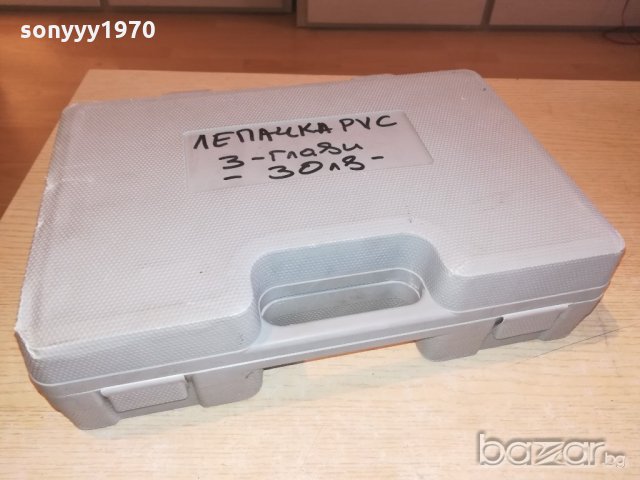 sonyyy1970
ЛЕПАЧКА PVC
3-глави
- 30лв -
bazar.bg